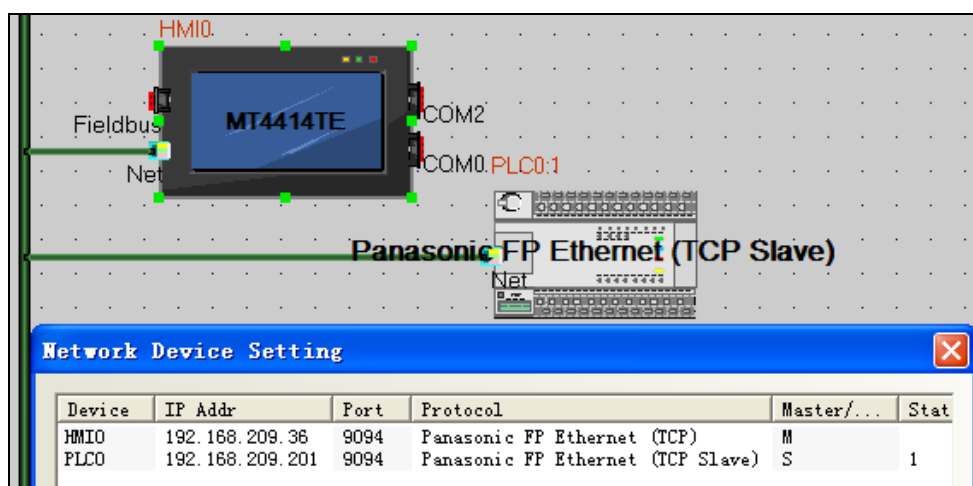 HMI0
Fieldbus
MT4414TE
COM2
Net
COM0
PLC0:1
Panasonic FP Ethernet (TCP Slave)
Net
Network Device Setting
Device IP Addr Port Protocol Master/... Stat
HMI0 192.168.209.36 9094 Panasonic FP Ethernet (TCP) M
PLC0 192.168.209.201 9094 Panasonic FP Ethernet (TCP Slave) S 1